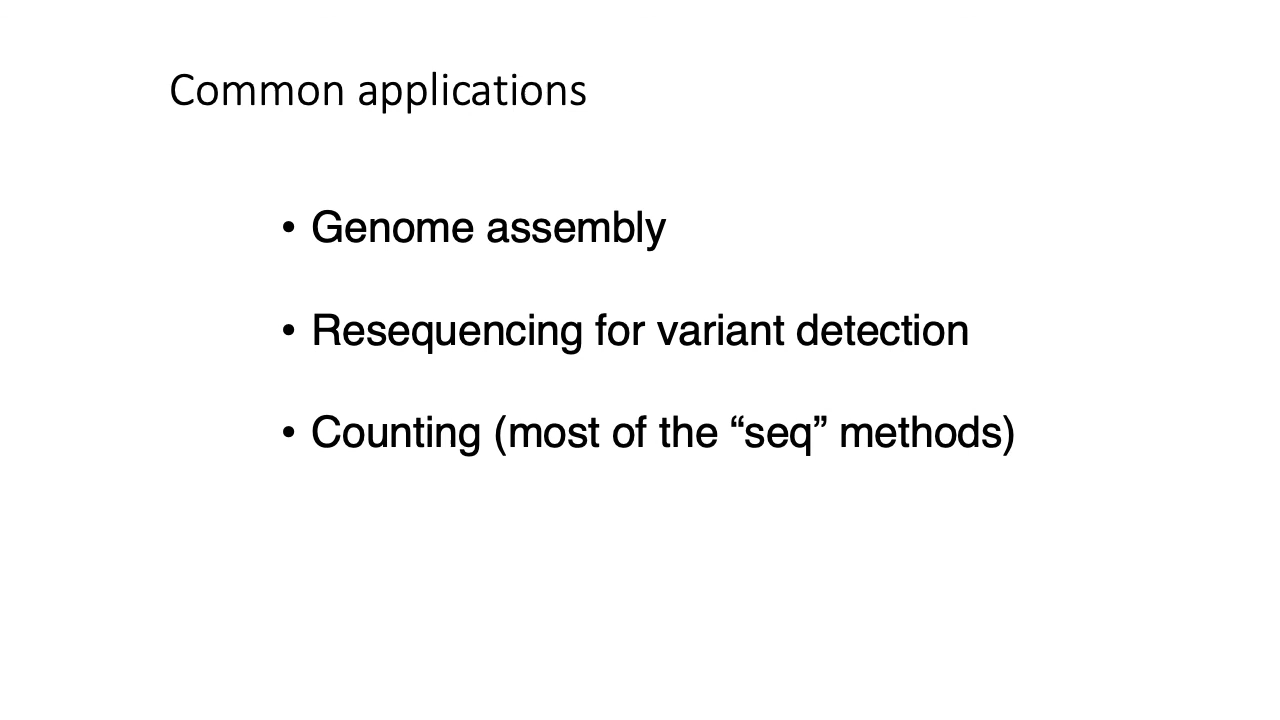 Common applications
• Genome assembly
• Resequencing for variant detection
• Counting (most of the “seq” methods)